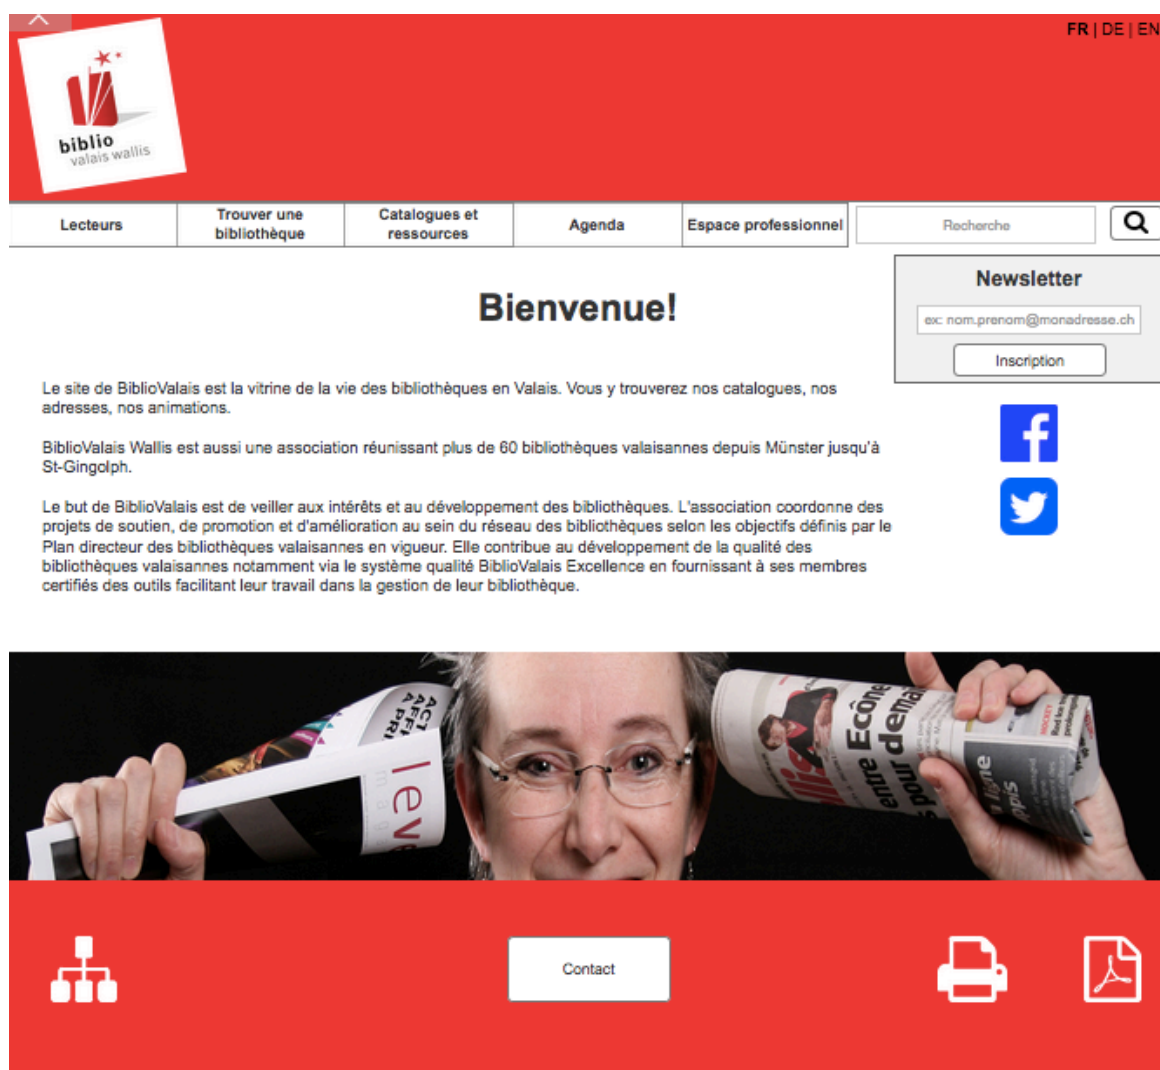 FR | DE | EN
biblio
valais wallis
Lecteurs
Trouver une
bibliothèque
Catalogues et
ressources
Agenda
Espace professionnel
Recherche
Newsletter
ex: nom.prenom@monadresse.ch
Inscription
Bienvenue!
Le site de BiblioValais est la vitrine de la vie des bibliothèques en Valais. Vous y trouverez nos catalogues, nos
adresses, nos animations.
BiblioValais Wallis est aussi une association réunissant plus de 60 bibliothèques valaisannes depuis Münster jusqu'à
St-Gingolph.
Le but de BiblioValais est de veiller aux intérêts et au développement des bibliothèques. L'association coordonne des
projets de soutien, de promotion et d'amélioration au sein du réseau des bibliothèques selon les objectifs définis par le
Plan directeur des bibliothèques valaisannes en vigueur. Elle contribue au développement de la qualité des
bibliothèques valaisannes notamment via le système qualité BiblioValais Excellence en fournissant à ses membres
certifiés des outils facilitant leur travail dans la gestion de leur bibliothèque.
entre Ecône
pour demai
HOCKEY
Contact